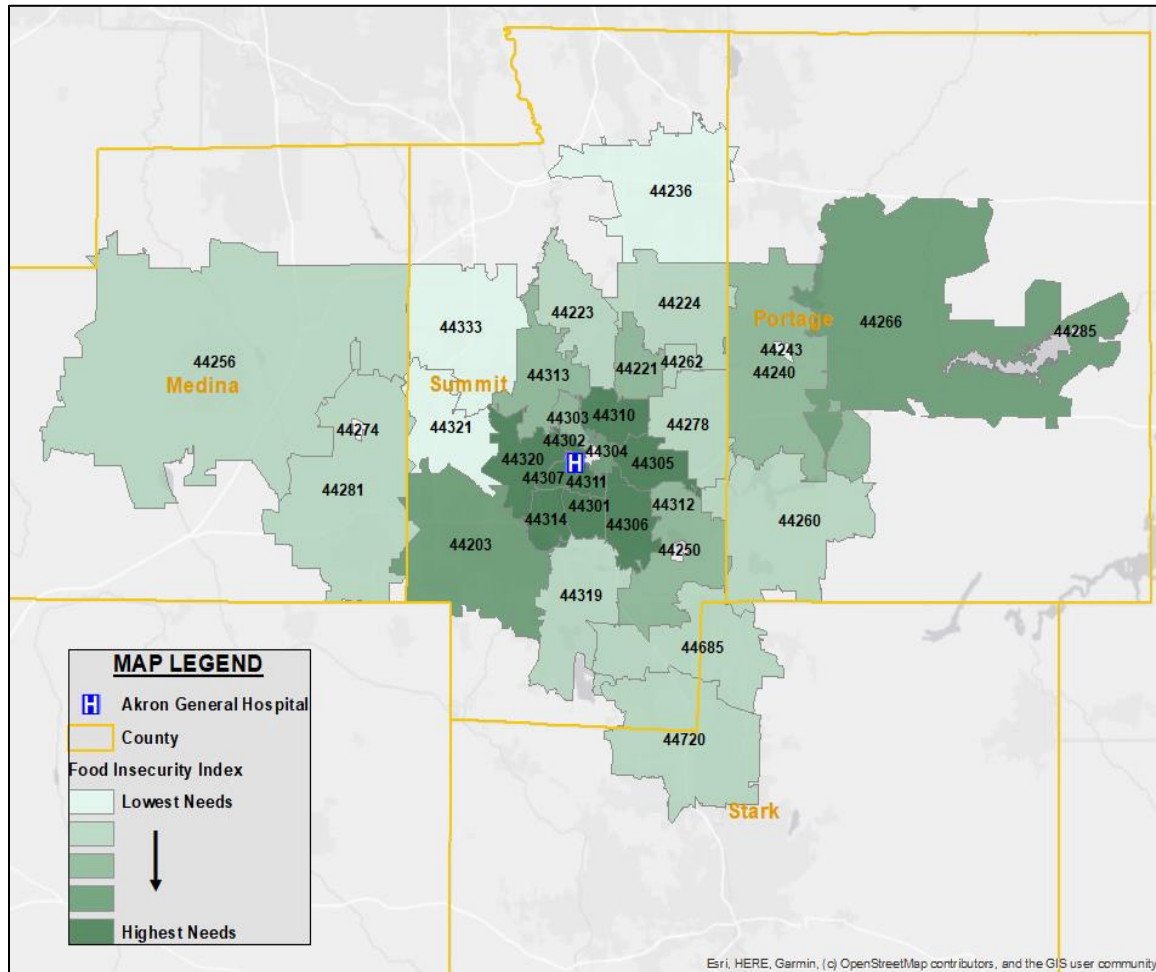 44236
44223
44224
44333
Portage
44266
44285
44256
44243
44262
44240
44313
44221
Medina
Summit
44303
44310
44274
44321
44278
44302
44304
44320
H
44305
44307
44311
44281
44301
44312
44314
44306
44260
44203
44250
44319
44685
44720
Stark
MAP LEGEND
H Akron General Hospital
County
Food Insecurity Index
Lowest Needs
Highest Needs
Esri, HERE, Garmin, (c) OpenStreetMap contributors, and the GIS user community